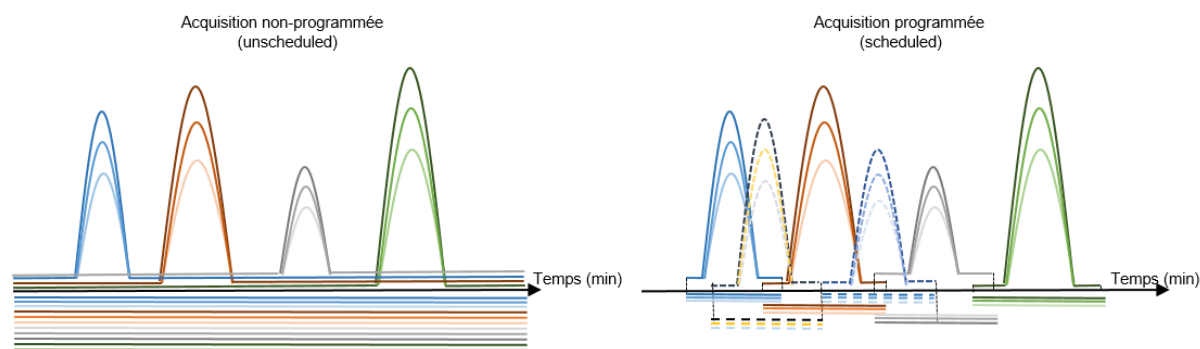 Acquisition non-programmée
(unscheduled)
Acquisition programmée
(scheduled)
Temps (min)
Temps (min)